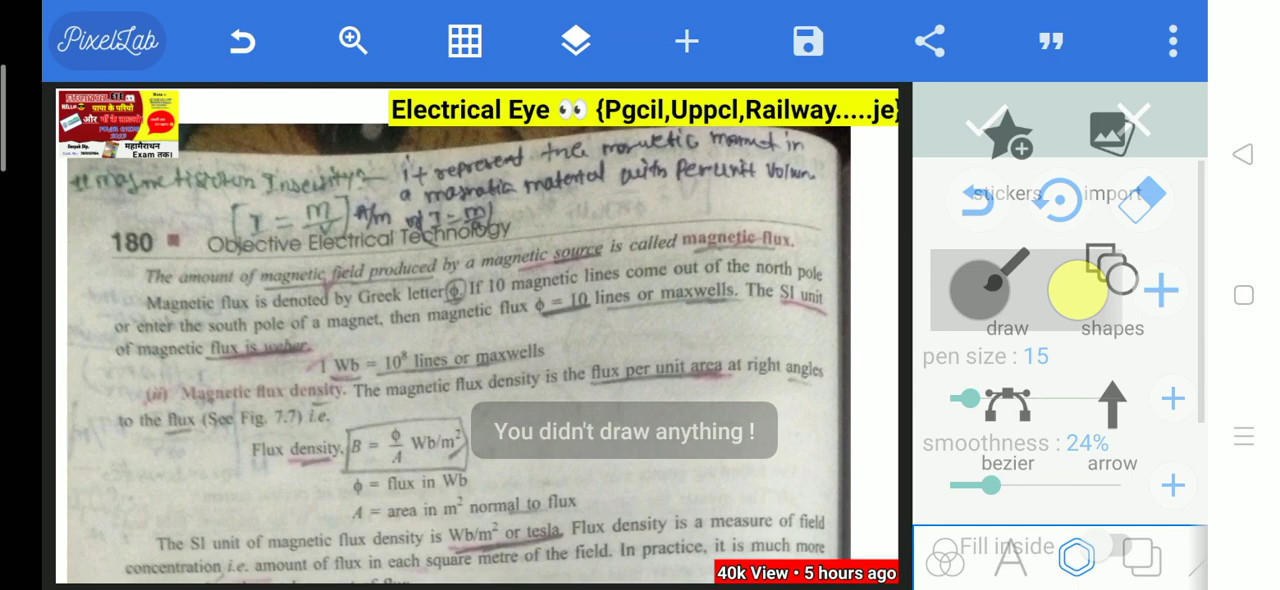 PixelLab
ELECTRICAL EYE
HELLO पापा के परियो
और माँ के लाडलो
महामैराथन
Exam तक।
Electrical Eye 👀 {Pgcil,Uppcl,Railway.....je}
it represent the magnetic moment in
a magnetic material with Per unit Volum.
[I = m/V] A/m
180 ■ Objective Electrical Technology
The amount of magnetic field produced by a magnetic source is called magnetic flux.
Magnetic flux is denoted by Greek letter ϕ. If 10 magnetic lines come out of the north pole
or enter the south pole of a magnet, then magnetic flux ϕ = 10 lines or maxwells. The SI unit
of magnetic flux is weber.
1 Wb = 10⁸ lines or maxwells
(ii) Magnetic flux density. The magnetic flux density is the flux per unit area at right angles
to the flux (See Fig. 7.7) i.e.
Flux density, B = ϕ/A Wb/m²
ϕ = flux in Wb
A = area in m² normal to flux
The SI unit of magnetic flux density is Wb/m² or tesla. Flux density is a measure of field
concentration i.e. amount of flux in each square metre of the field. In practice, it is much more
You didn't draw anything !
40k View • 5 hours ago
stickers
import
draw
shapes
pen size : 15
smoothness : 24%
bezier
arrow
Fill inside